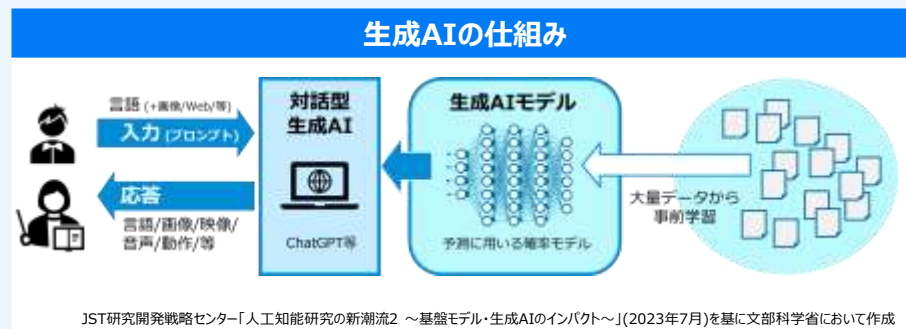 生成AIの仕組み
言語 (+画像/Web/等)
入力 (プロンプト)
応答
言語/画像/映像/
音声/動作/等
対話型
生成AI
ChatGPT等
生成AIモデル
予測に用いる確率モデル
大量データから
事前学習
JST研究開発戦略センター「人工知能研究の新潮流2 ～基盤モデル・生成AIのインパクト～」(2023年7月)を基に文部科学省において作成